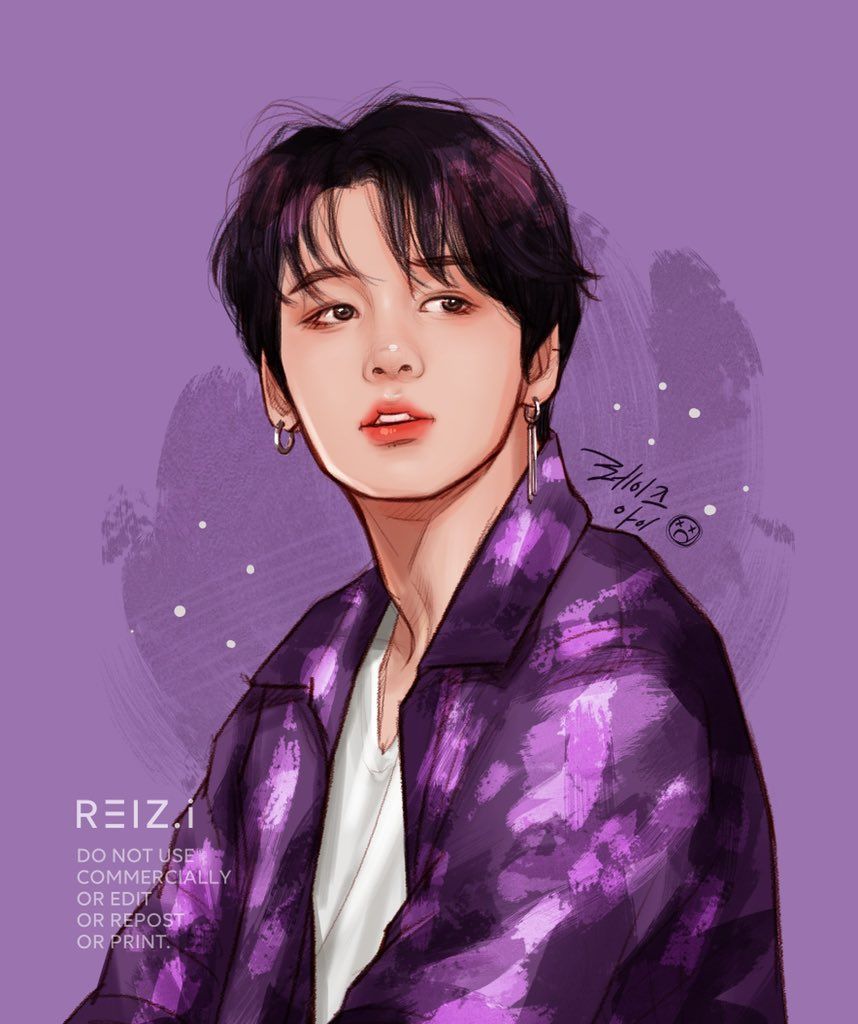 레이즈
아이
REIZ.i
DO NOT USE
COMMERCIALLY
OR EDIT
OR REPOST
OR PRINT.